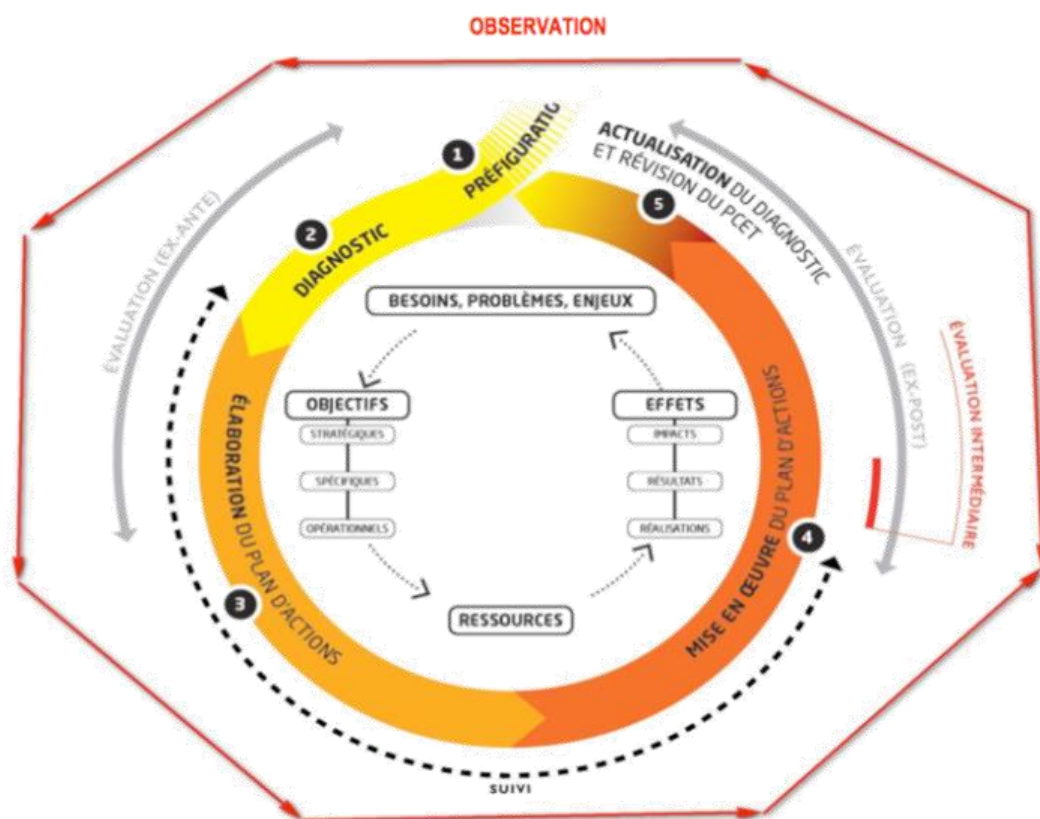 OBSERVATION
1
PRÉFIGURATIO
ACTUALISATION DU DIAGNOSTIC
ET RÉVISION DU PCET
5
2
DIAGNOSTIC
ÉVALUATION (EX-ANTE)
ÉVALUATION (EX-POST)
ÉVALUATION INTERMÉDIAIRE
BESOINS, PROBLÈMES, ENJEUX
OBJECTIFS
STRATÉGIQUES
SPÉCIFIQUES
OPÉRATIONNELS
EFFETS
IMPACTS
RÉSULTATS
RÉALISATIONS
RESSOURCES
ÉLABORATION DU PLAN D'ACTIONS
3
MISE EN ŒUVRE DU PLAN D'ACTIONS
4
SUIVI